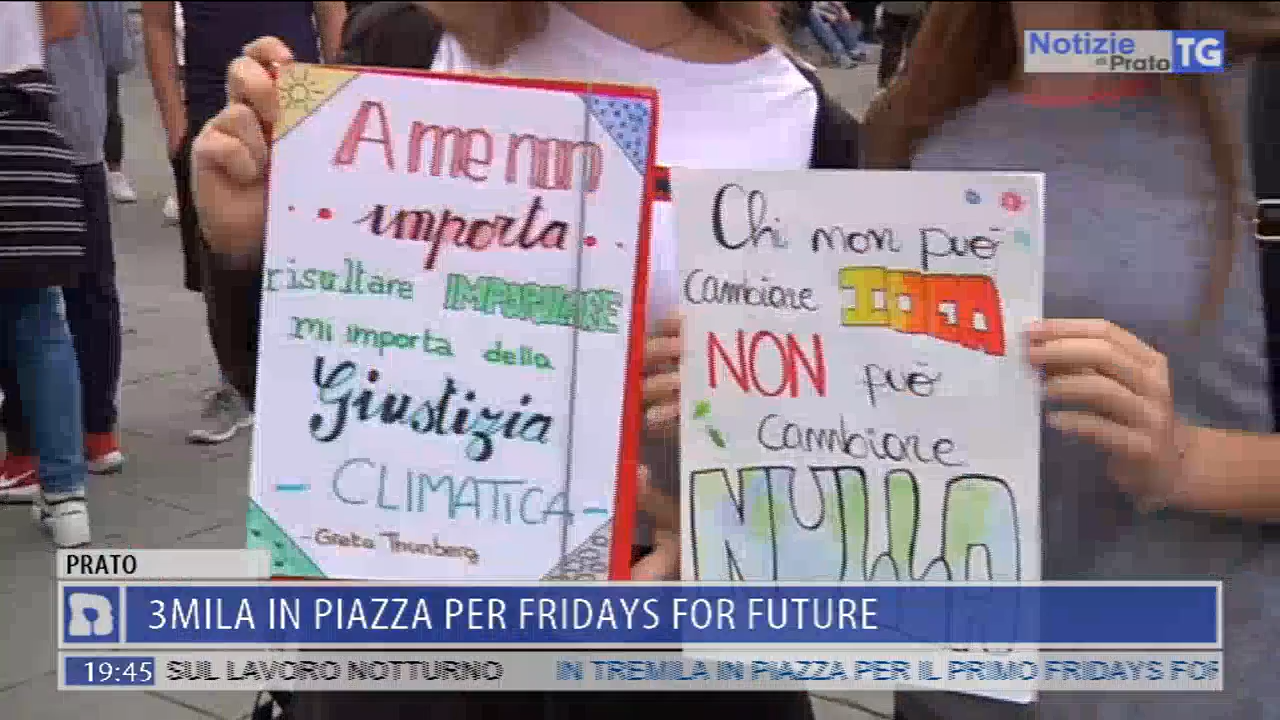 Notizie
di Prato TG
A me non
importa
risultare IMPOPOLARE
mi importa della
Giustizia
- CLIMATICA -
- Greta Thunberg
Chi non può
cambiare IDEA
NON può
cambiare
NULLA
PRATO
3MILA IN PIAZZA PER FRIDAYS FOR FUTURE
19:45 SUL LAVORO NOTTURNO IN TREMILA IN PIAZZA PER IL PRIMO FRIDAYS FOR